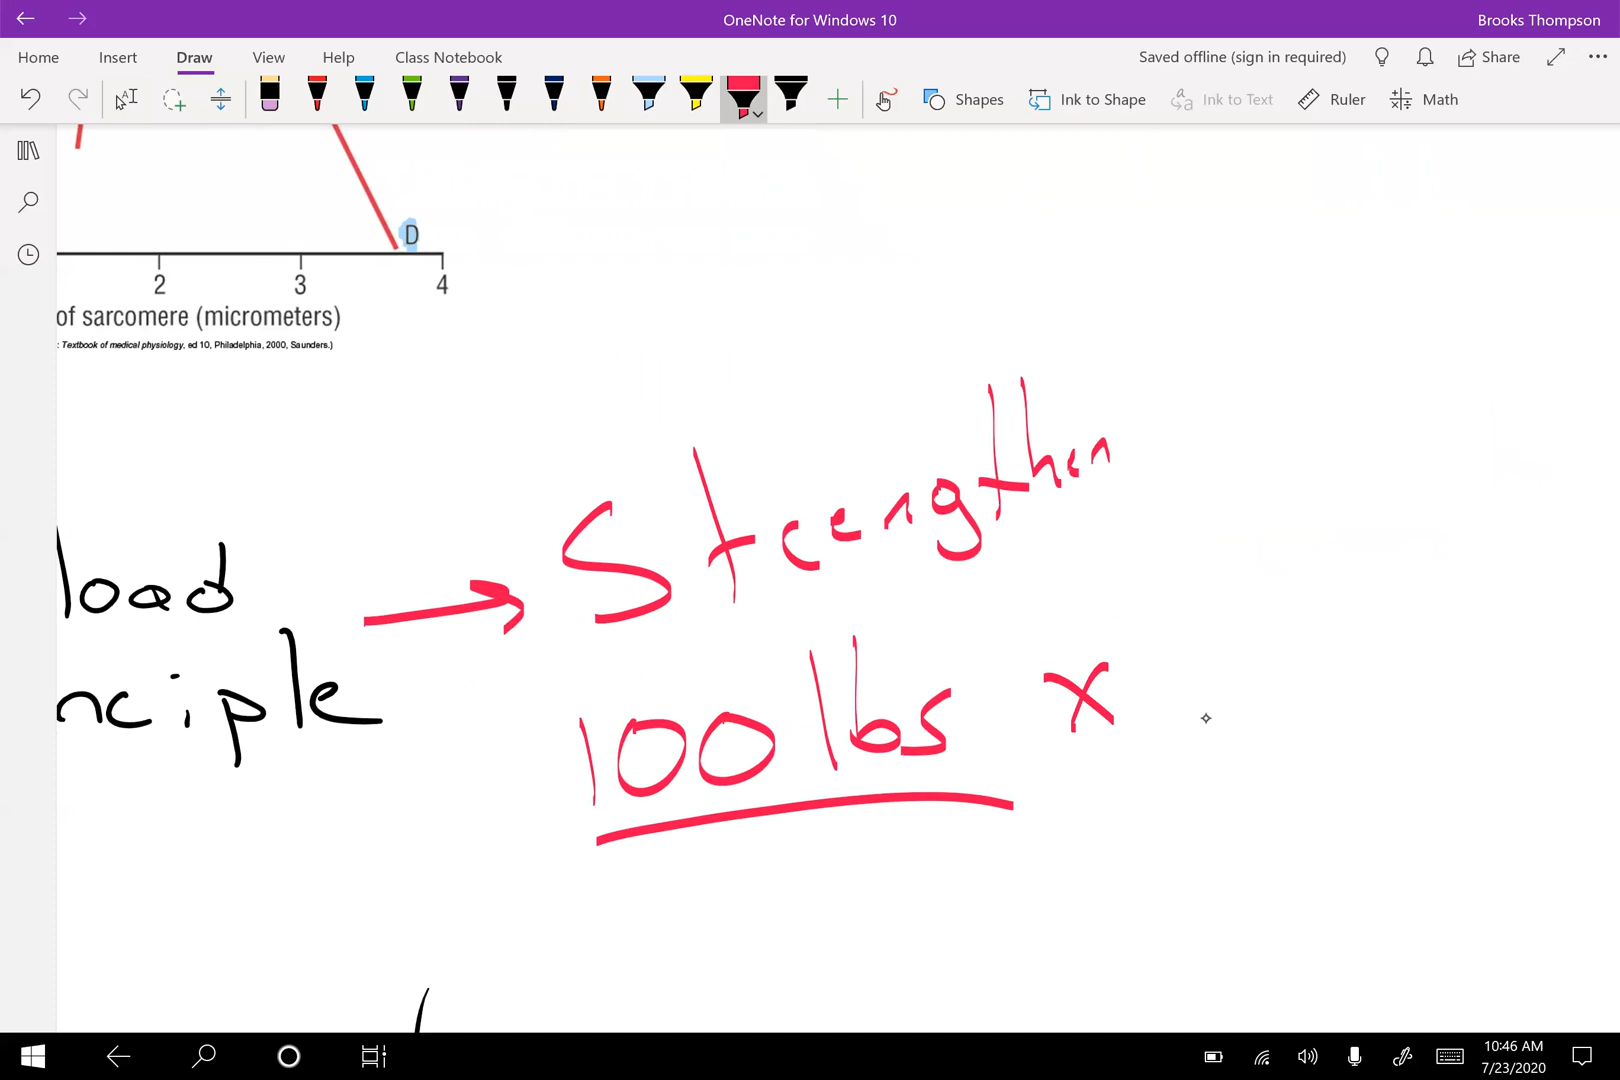 OneNote for Windows 10
Brooks Thompson
Home Insert Draw View Help Class Notebook
Saved offline (sign in required) Share
Shapes Ink to Shape Ink to Text Ruler Math
D
2 3 4
of sarcomere (micrometers)
: Textbook of medical physiology, ed 10, Philadelphia, 2000, Saunders.)
Strengthen
load
nciple
100 lbs x
10:46 AM
7/23/2020